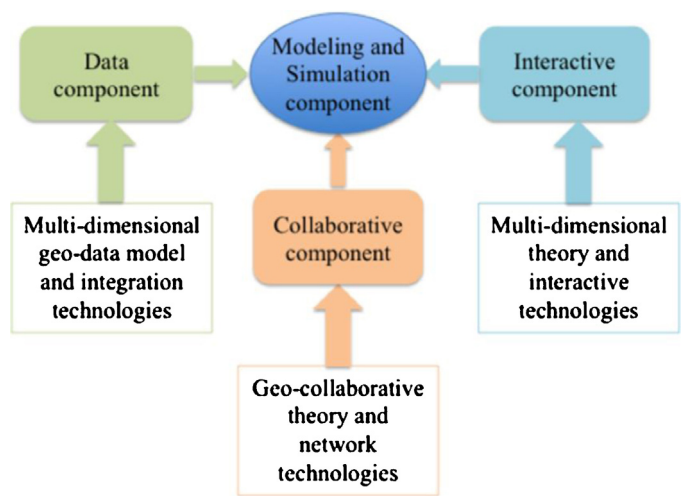 Data
component
Modeling and
Simulation
component
Interactive
component
Multi-dimensional
geo-data model
and integration
technologies
Collaborative
component
Multi-dimensional
theory and
interactive
technologies
Geo-collaborative
theory and
network
technologies